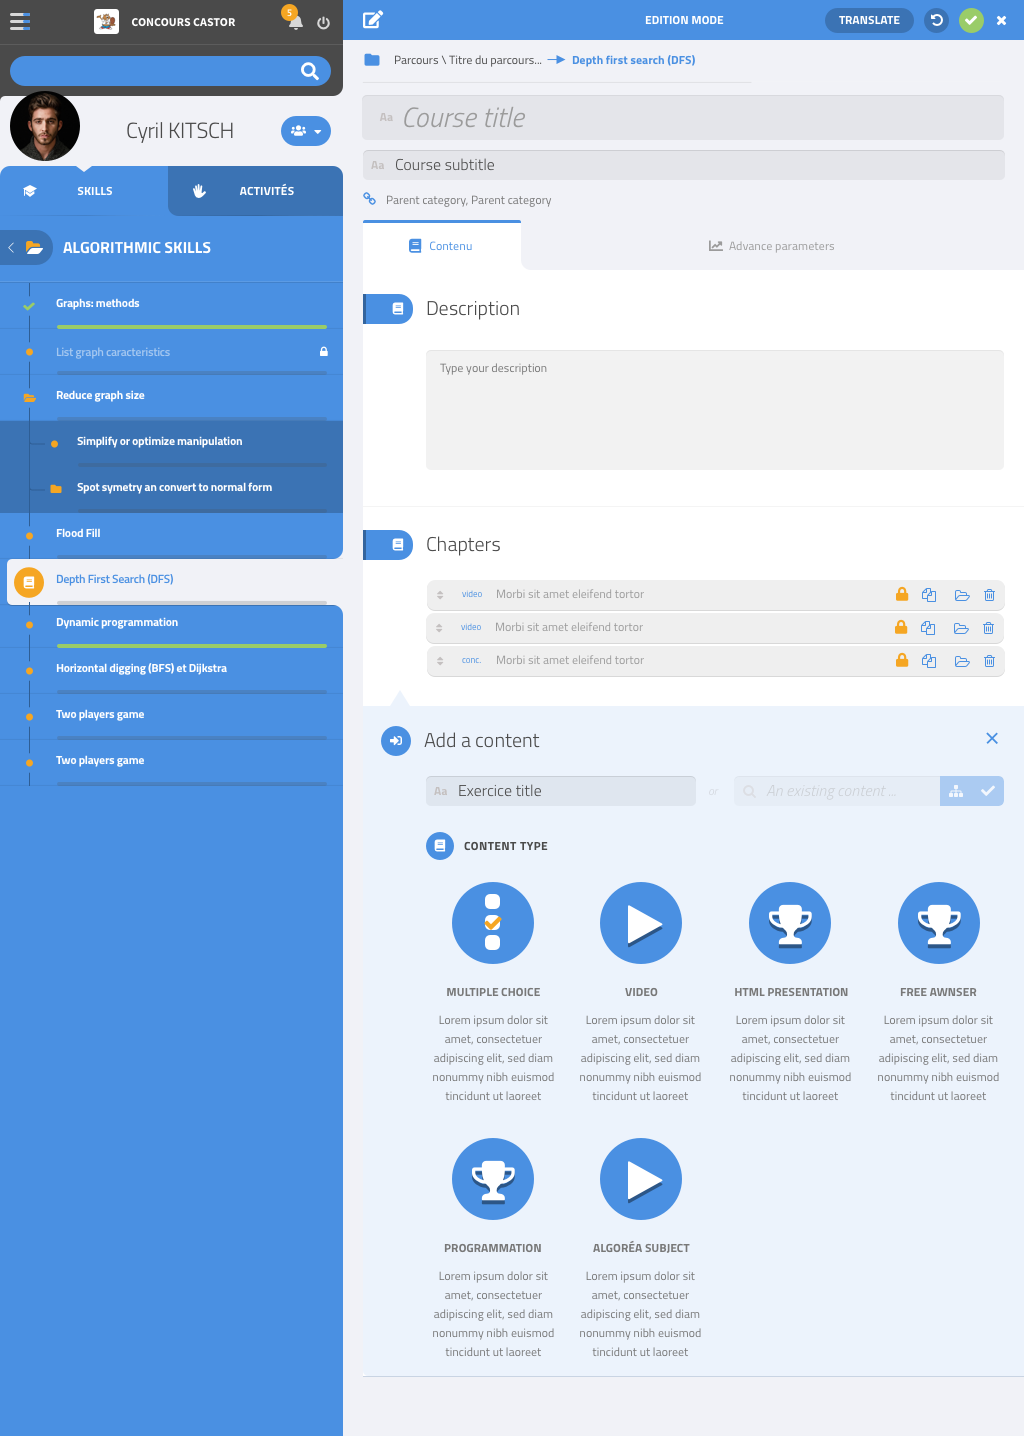 CONCOURS CASTOR
5
EDITION MODE
TRANSLATE
Parcours \ Titre du parcours...
Depth first search (DFS)
Cyril KITSCH
Aa Course title
Aa Course subtitle
Parent category, Parent category
SKILLS
ACTIVITÉS
ALGORITHMIC SKILLS
Graphs: methods
List graph caracteristics
Reduce graph size
Simplify or optimize manipulation
Spot symetry an convert to normal form
Flood Fill
Depth First Search (DFS)
Dynamic programmation
Horizontal digging (BFS) et Dijkstra
Two players game
Two players game
Contenu
Advance parameters
Description
Type your description
Chapters
video Morbi sit amet eleifend tortor
video Morbi sit amet eleifend tortor
conc. Morbi sit amet eleifend tortor
Add a content
Aa Exercice title
or
An existing content ...
CONTENT TYPE
MULTIPLE CHOICE
Lorem ipsum dolor sit
amet, consectetuer
adipiscing elit, sed diam
nonummy nibh euismod
tincidunt ut laoreet
VIDEO
Lorem ipsum dolor sit
amet, consectetuer
adipiscing elit, sed diam
nonummy nibh euismod
tincidunt ut laoreet
HTML PRESENTATION
Lorem ipsum dolor sit
amet, consectetuer
adipiscing elit, sed diam
nonummy nibh euismod
tincidunt ut laoreet
FREE AWNSER
Lorem ipsum dolor sit
amet, consectetuer
adipiscing elit, sed diam
nonummy nibh euismod
tincidunt ut laoreet
PROGRAMMATION
Lorem ipsum dolor sit
amet, consectetuer
adipiscing elit, sed diam
nonummy nibh euismod
tincidunt ut laoreet
ALGORÉA SUBJECT
Lorem ipsum dolor sit
amet, consectetuer
adipiscing elit, sed diam
nonummy nibh euismod
tincidunt ut laoreet